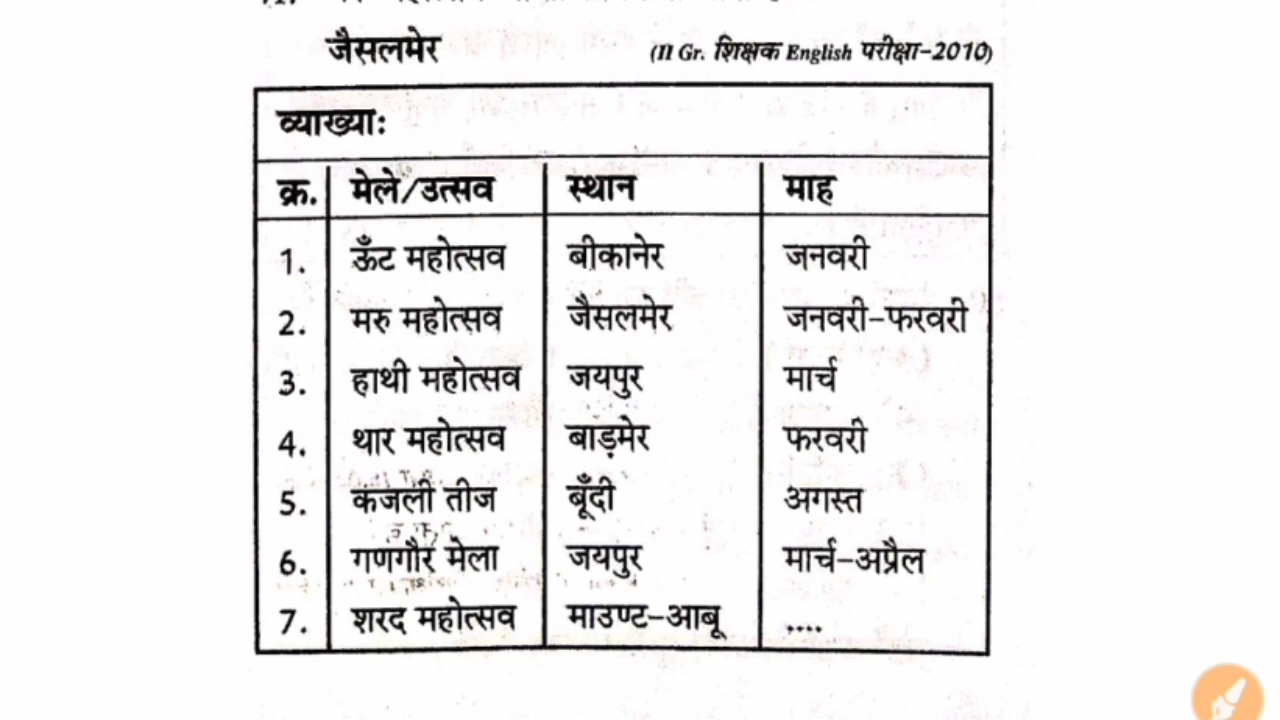 जैसलमेर (II Gr. शिक्षक English परीक्षा-2010)
व्याख्याः
क्र. मेले/उत्सव स्थान माह
1. ऊँट महोत्सव बीकानेर जनवरी
2. मरु महोत्सव जैसलमेर जनवरी-फरवरी
3. हाथी महोत्सव जयपुर मार्च
4. थार महोत्सव बाड़मेर फरवरी
5. कजली तीज बूँदी अगस्त
6. गणगौर मेला जयपुर मार्च-अप्रैल
7. शरद महोत्सव माउण्ट-आबू ....